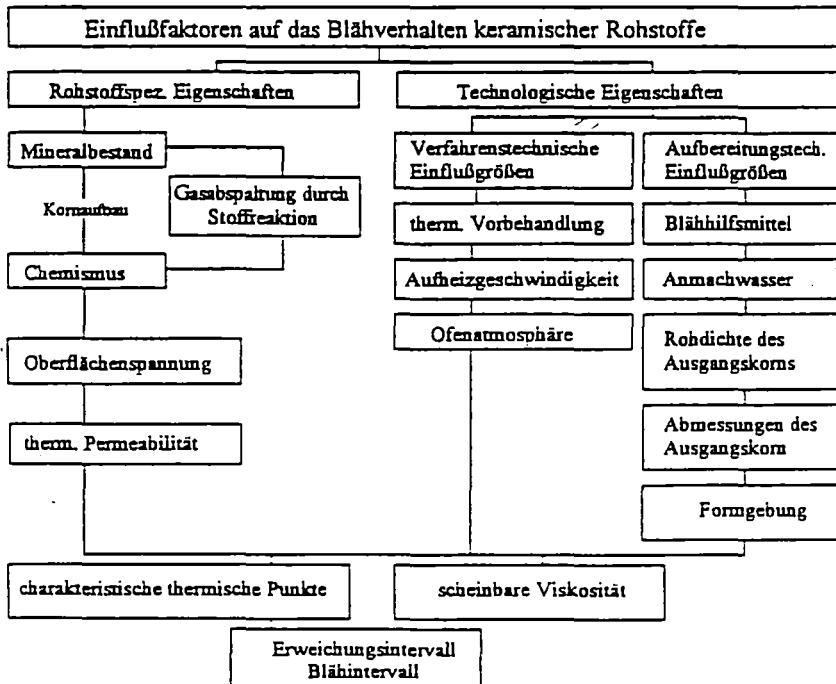 Einflußfaktoren auf das Blähverhalten keramischer Rohstoffe
Rohstoffspez. Eigenschaften
Technologische Eigenschaften
Mineralbestand
Gasabspaltung durch
Stoffreaktion
Kornaufbau
Chemismus
Oberflächenspannung
therm. Permeabilität
Verfahrenstechnische
Einflußgrößen
therm. Vorbehandlung
Aufheizgeschwindigkeit
Ofenatmosphäre
Aufbereitungstech.
Einflußgrößen
Blähhilfsmittel
Anmachwasser
Rohdichte des
Ausgangskorns
Abmessungen des
Ausgangskorn
Formgebung
charakteristische thermische Punkte
scheinbare Viskosität
Erweichungsintervall
Blähintervall